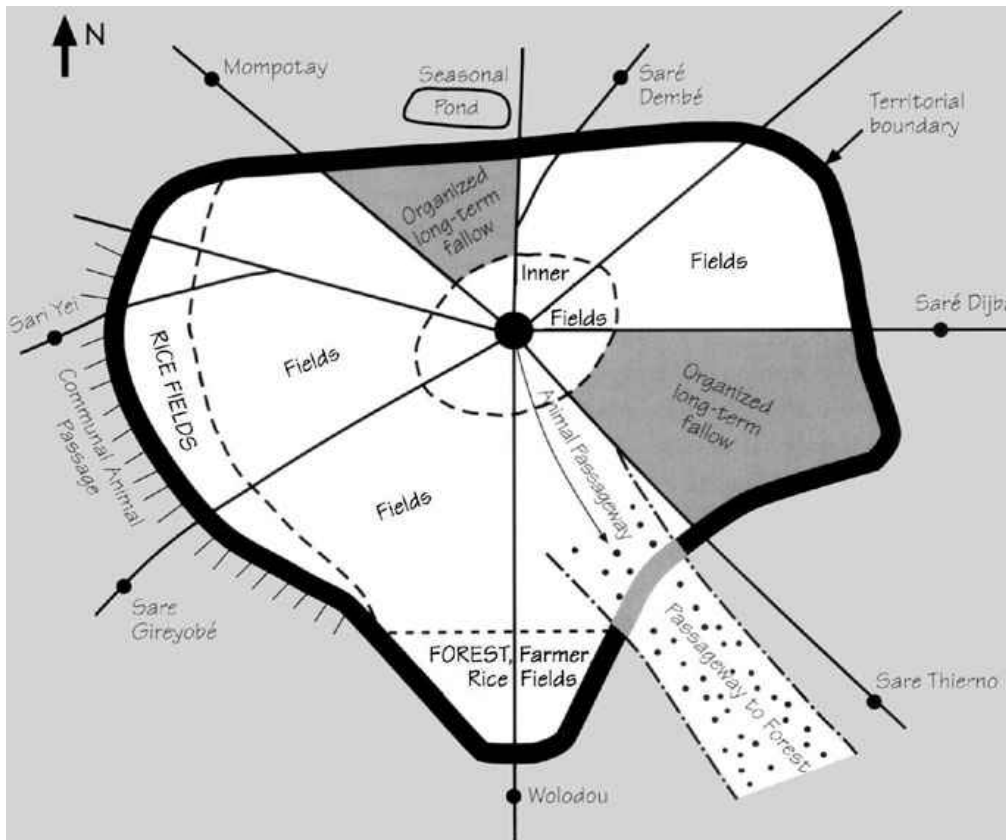 N
Mompotay
Seasonal
Pond
Saré
Dembé
Territorial
boundary
Organized
long-term
fallow
Inner
Fields
Fields
Saré Dijba
Sari Yei
RICE FIELDS
Fields
Communal Animal
Passage
Organized
long-term
fallow
Animal Passageway
Fields
Sare
Gireyobé
FOREST, Farmer
Rice Fields
Passageway to Forest
Sare Thierno
Wolodou